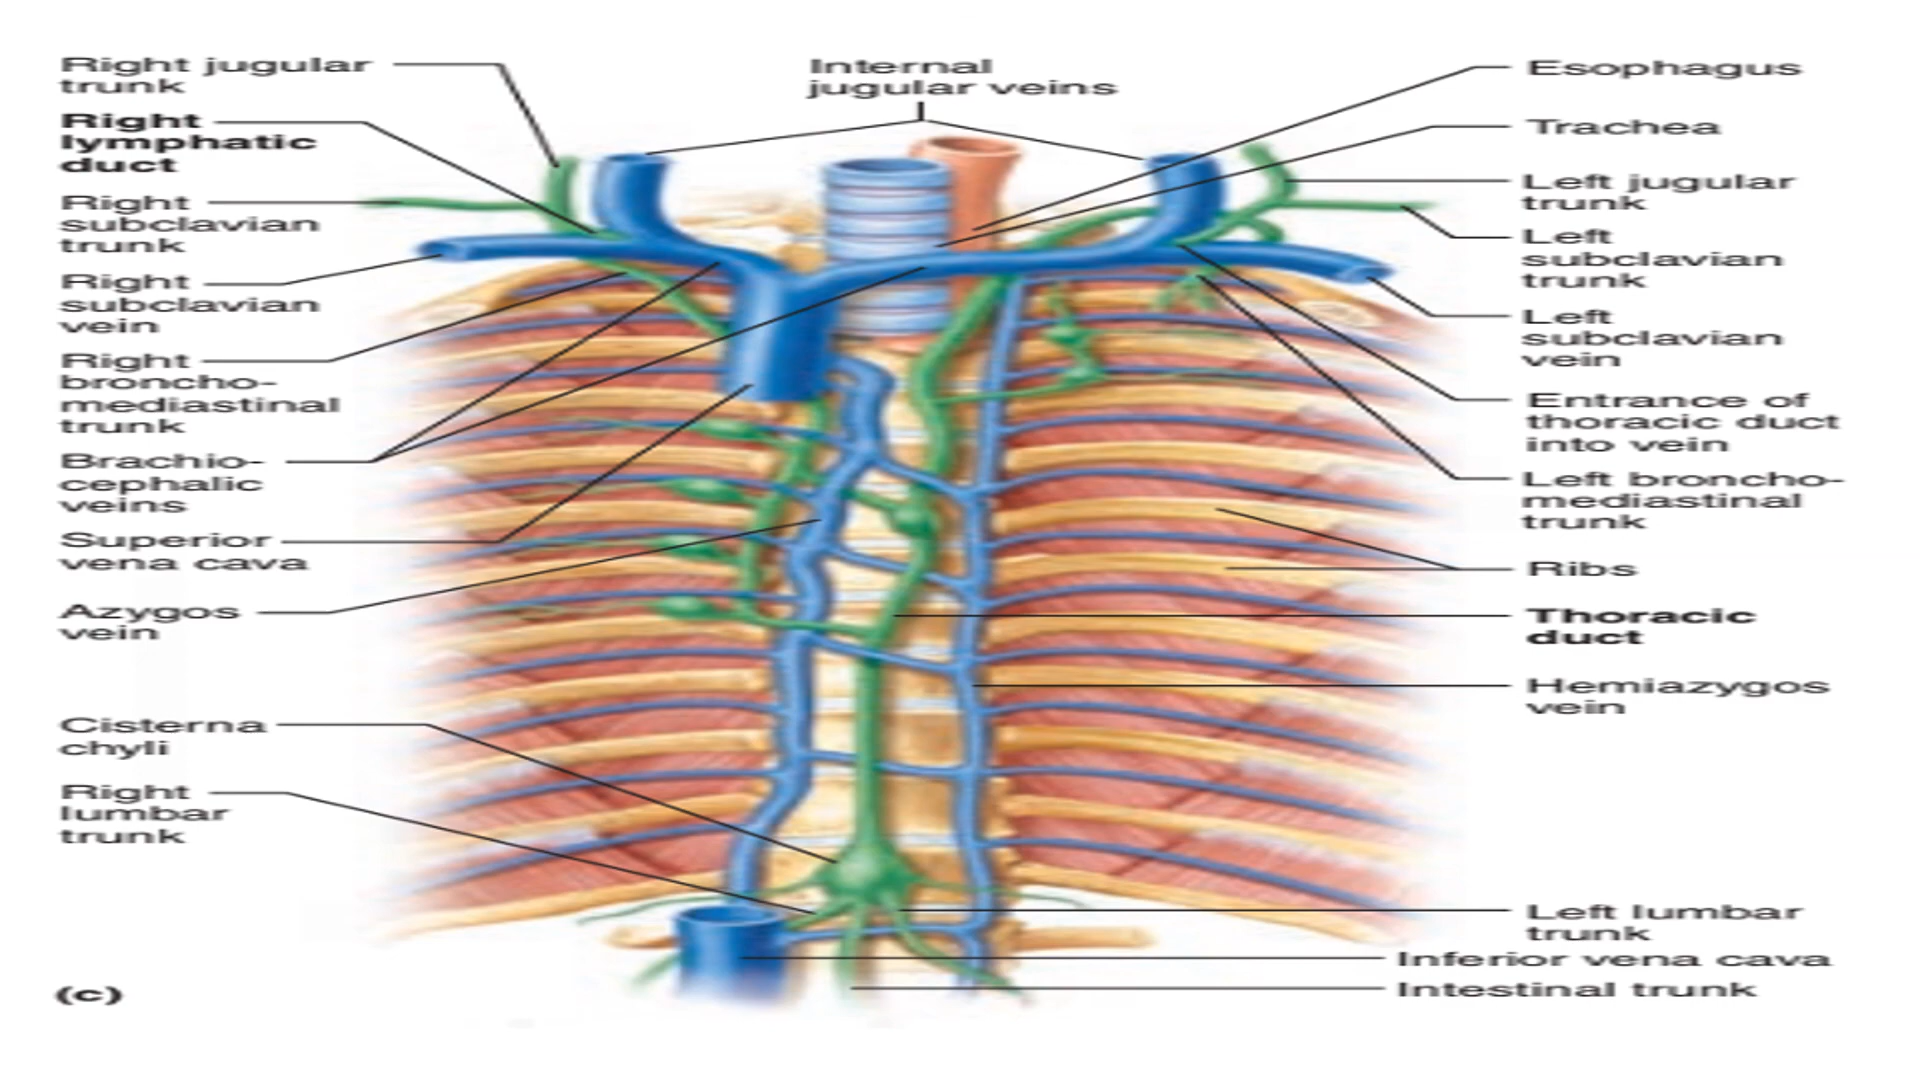 Right jugular
trunk
Right
lymphatic
duct
Right
subclavian
trunk
Right
subclavian
vein
Right
broncho-
mediastinal
trunk
Brachio-
cephalic
veins
Superior
vena cava
Azygos
vein
Cisterna
chyli
Right
lumbar
trunk
(c)
Internal
jugular veins
Esophagus
Trachea
Left jugular
trunk
Left
subclavian
trunk
Left
subclavian
vein
Entrance of
thoracic duct
into vein
Left broncho-
mediastinal
trunk
Ribs
Thoracic
duct
Hemiazygos
vein
Left lumbar
trunk
Inferior vena cava
Intestinal trunk